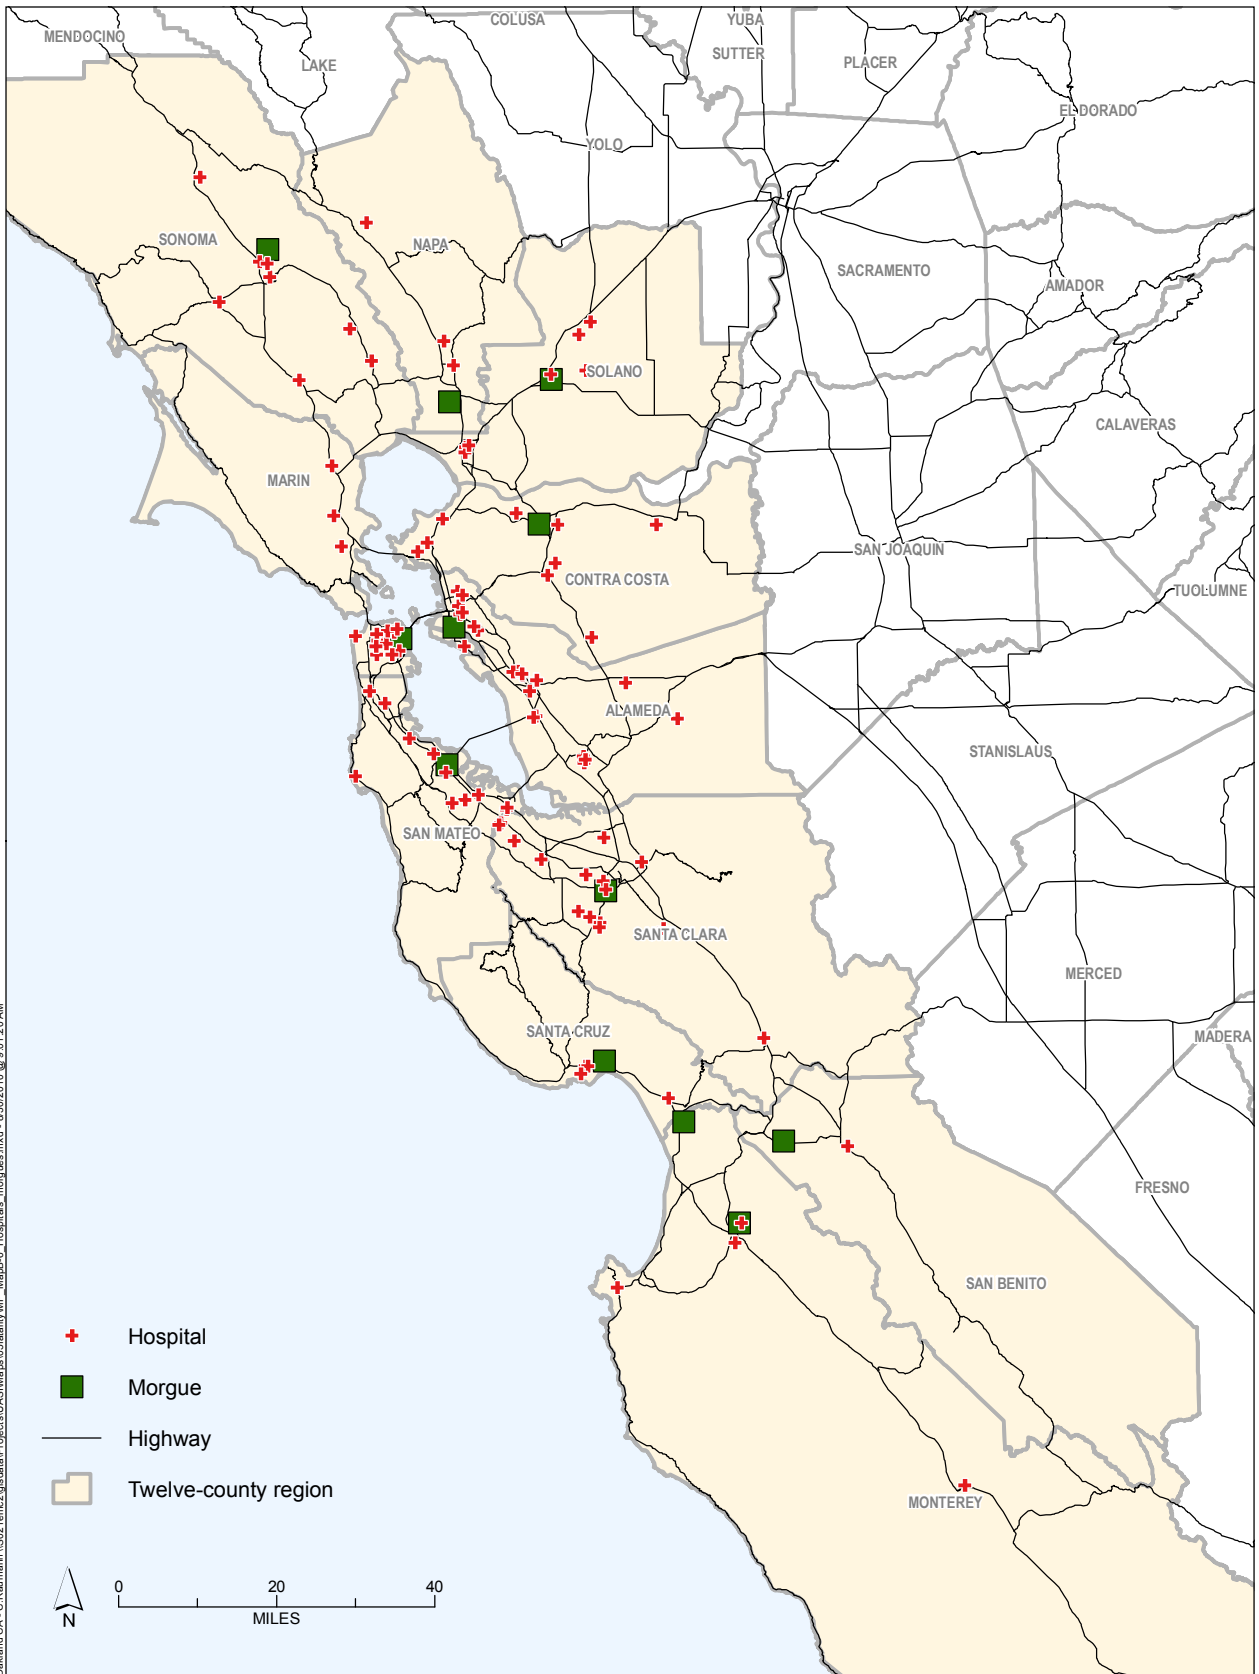 COLUSA
YUBA
MENDOCINO
SUTTER
PLACER
LAKE
EL DORADO
YOLO
SONOMA
NAPA
SACRAMENTO
AMADOR
SOLANO
CALAVERAS
MARIN
SAN JOAQUIN
CONTRA COSTA
TUOLUMNE
ALAMEDA
STANISLAUS
SAN MATEO
SANTA CLARA
MERCED
SANTA CRUZ
MADERA
FRESNO
SAN BENITO
MONTEREY
Hospital
Morgue
Highway
Twelve-county region
N
0 20 40
MILES